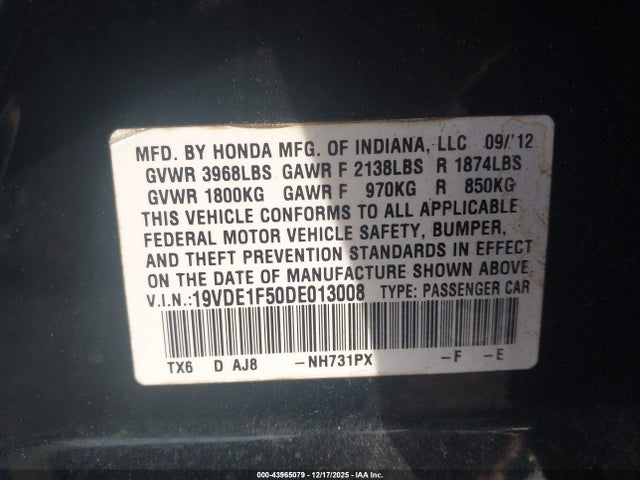 MFD. BY HONDA MFG. OF INDIANA, LLC 09/'12
GVWR 3968LBS GAWR F 2138LBS R 1874LBS
GVWR 1800KG GAWR F 970KG R 850KG
THIS VEHICLE CONFORMS TO ALL APPLICABLE
FEDERAL MOTOR VEHICLE SAFETY, BUMPER,
AND THEFT PREVENTION STANDARDS IN EFFECT
ON THE DATE OF MANUFACTURE SHOWN ABOVE.
V.I.N.:19VDE1F50DE013008 TYPE: PASSENGER CAR
TX6 D AJ8 -NH731PX -F -E
000-43965079 | 12/17/2025 | IAA Inc.